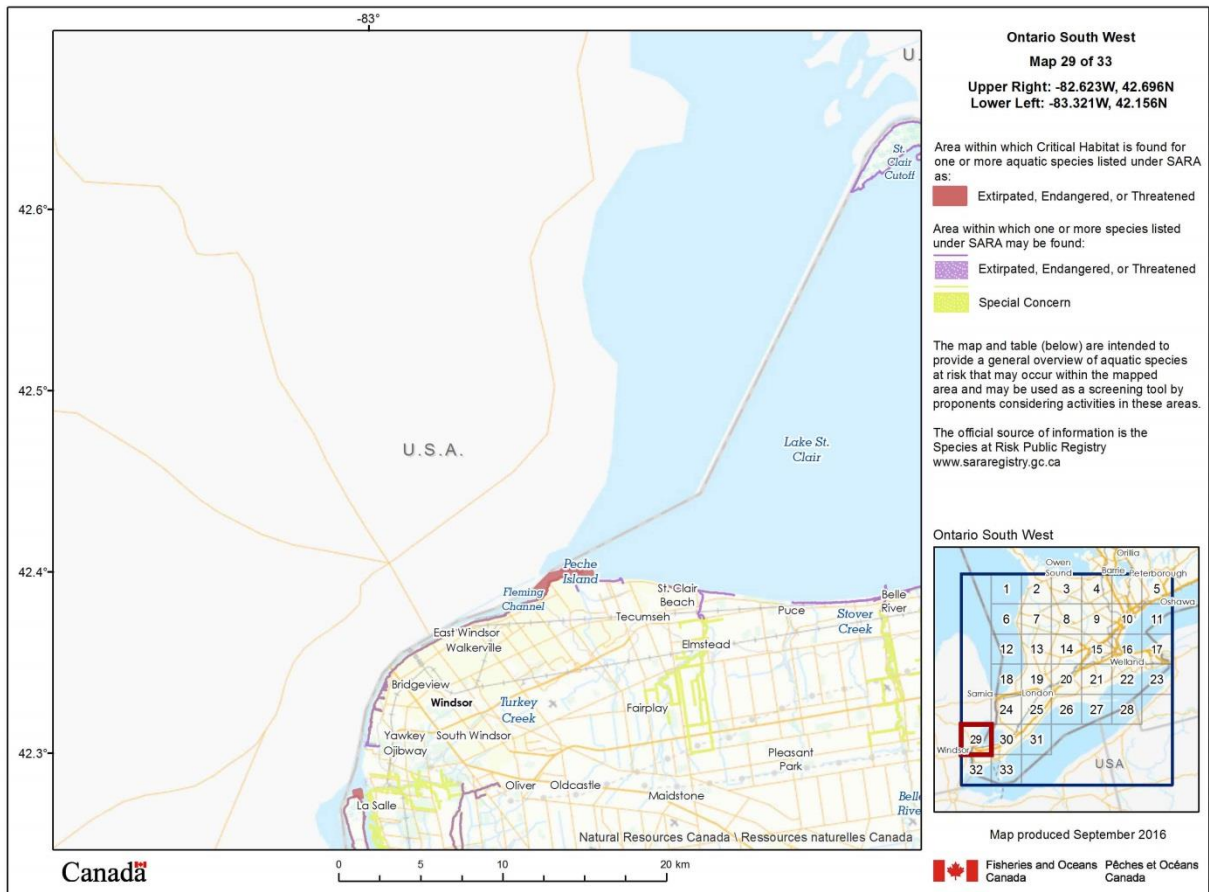 -83°
42.6°
42.5°
42.4°
42.3°
U.
St.
Clair
Cutoff
U.S.A.
Lake St.
Clair
Peche
Island
Fleming
Channel
St. Clair
Beach
Tecumseh
Puce
Belle
River
Stover
Creek
East Windsor
Walkerville
Elmstead
Bridgeview
Windsor
Turkey
Creek
Fairplay
Yawkey
Ojibway
South Windsor
Pleasant
Park
Oliver
Oldcastle
Maidstone
La Salle
Belle
Rive
Natural Resources Canada \ Ressources naturelles Canada
Canada
0 5 10 20 km
Ontario South West
Map 29 of 33
Upper Right: -82.623W, 42.696N
Lower Left: -83.321W, 42.156N
Area within which Critical Habitat is found for
one or more aquatic species listed under SARA
as:
Extirpated, Endangered, or Threatened
Area within which one or more species listed
under SARA may be found:
Extirpated, Endangered, or Threatened
Special Concern
The map and table (below) are intended to
provide a general overview of aquatic species
at risk that may occur within the mapped
area and may be used as a screening tool by
proponents considering activities in these areas.
The official source of information is the
Species at Risk Public Registry
www.sararegistry.gc.ca
Ontario South West
Orillia
Owen
Sound
Barrie
Peterborough
1 2 3 4 5
Oshawa
6 7 8 9 10 11
12 13 14 15 16 17
Welland
18 19 20 21 22 23
Sarnia
London
24 25 26 27 28
29 30 31
Windsor
32 33
USA
Map produced September 2016
Fisheries and Oceans
Canada
Pêches et Océans
Canada